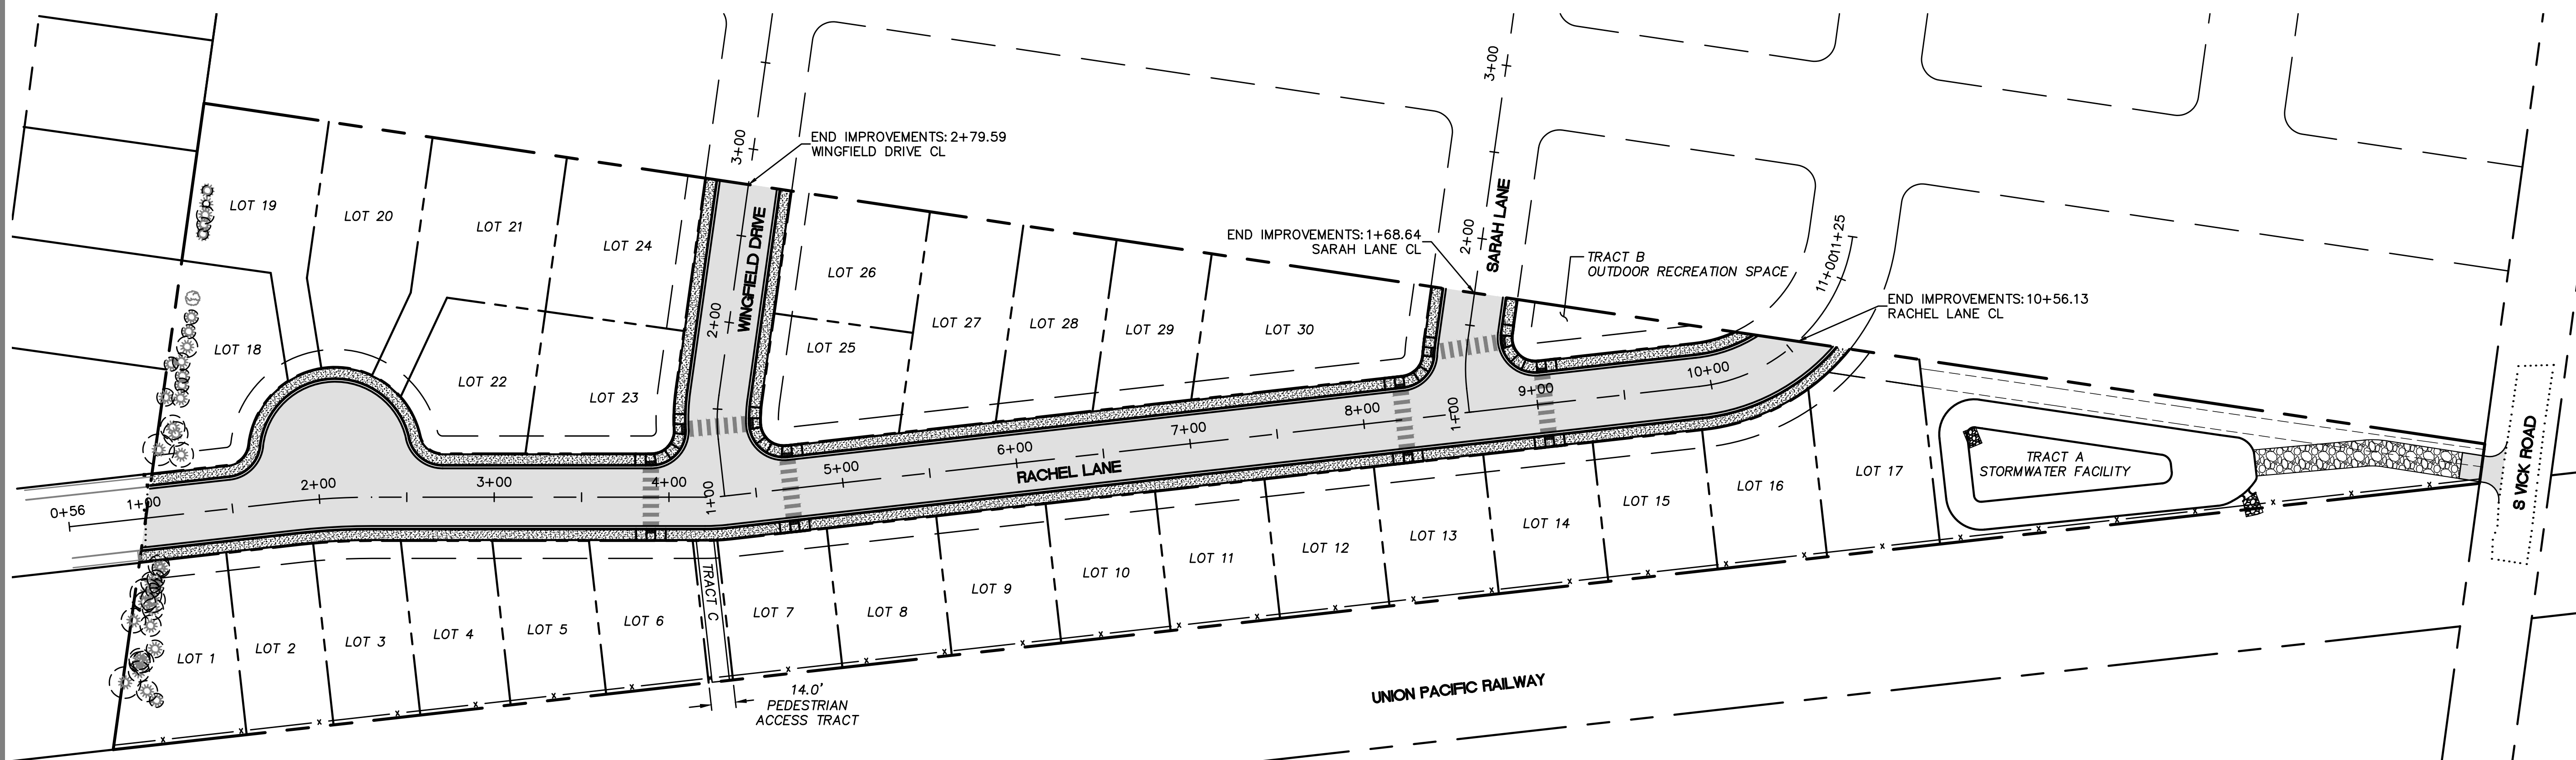 3+00
END IMPROVEMENTS: 2+79.59
WINGFIELD DRIVE CL
3+00
LOT 19
LOT 20
LOT 21
LOT 24
WINGFIELD DRIVE
2+00
LOT 26
END IMPROVEMENTS: 1+68.64
SARAH LANE CL
2+00
SARAH LANE
TRACT B
OUTDOOR RECREATION SPACE
11+00
11+25
END IMPROVEMENTS: 10+56.13
RACHEL LANE CL
LOT 18
LOT 22
LOT 23
LOT 25
LOT 27
LOT 28
LOT 29
LOT 30
0+56
1+00
2+00
3+00
4+00
1+00
5+00
6+00
7+00
8+00
1+00
9+00
10+00
RACHEL LANE
LOT 17
TRACT A
STORMWATER FACILITY
S VICK ROAD
LOT 1
LOT 2
LOT 3
LOT 4
LOT 5
LOT 6
TRACT C
LOT 7
LOT 8
LOT 9
LOT 10
LOT 11
LOT 12
LOT 13
LOT 14
LOT 15
LOT 16
14.0'
PEDESTRIAN
ACCESS TRACT
UNION PACIFIC RAILWAY